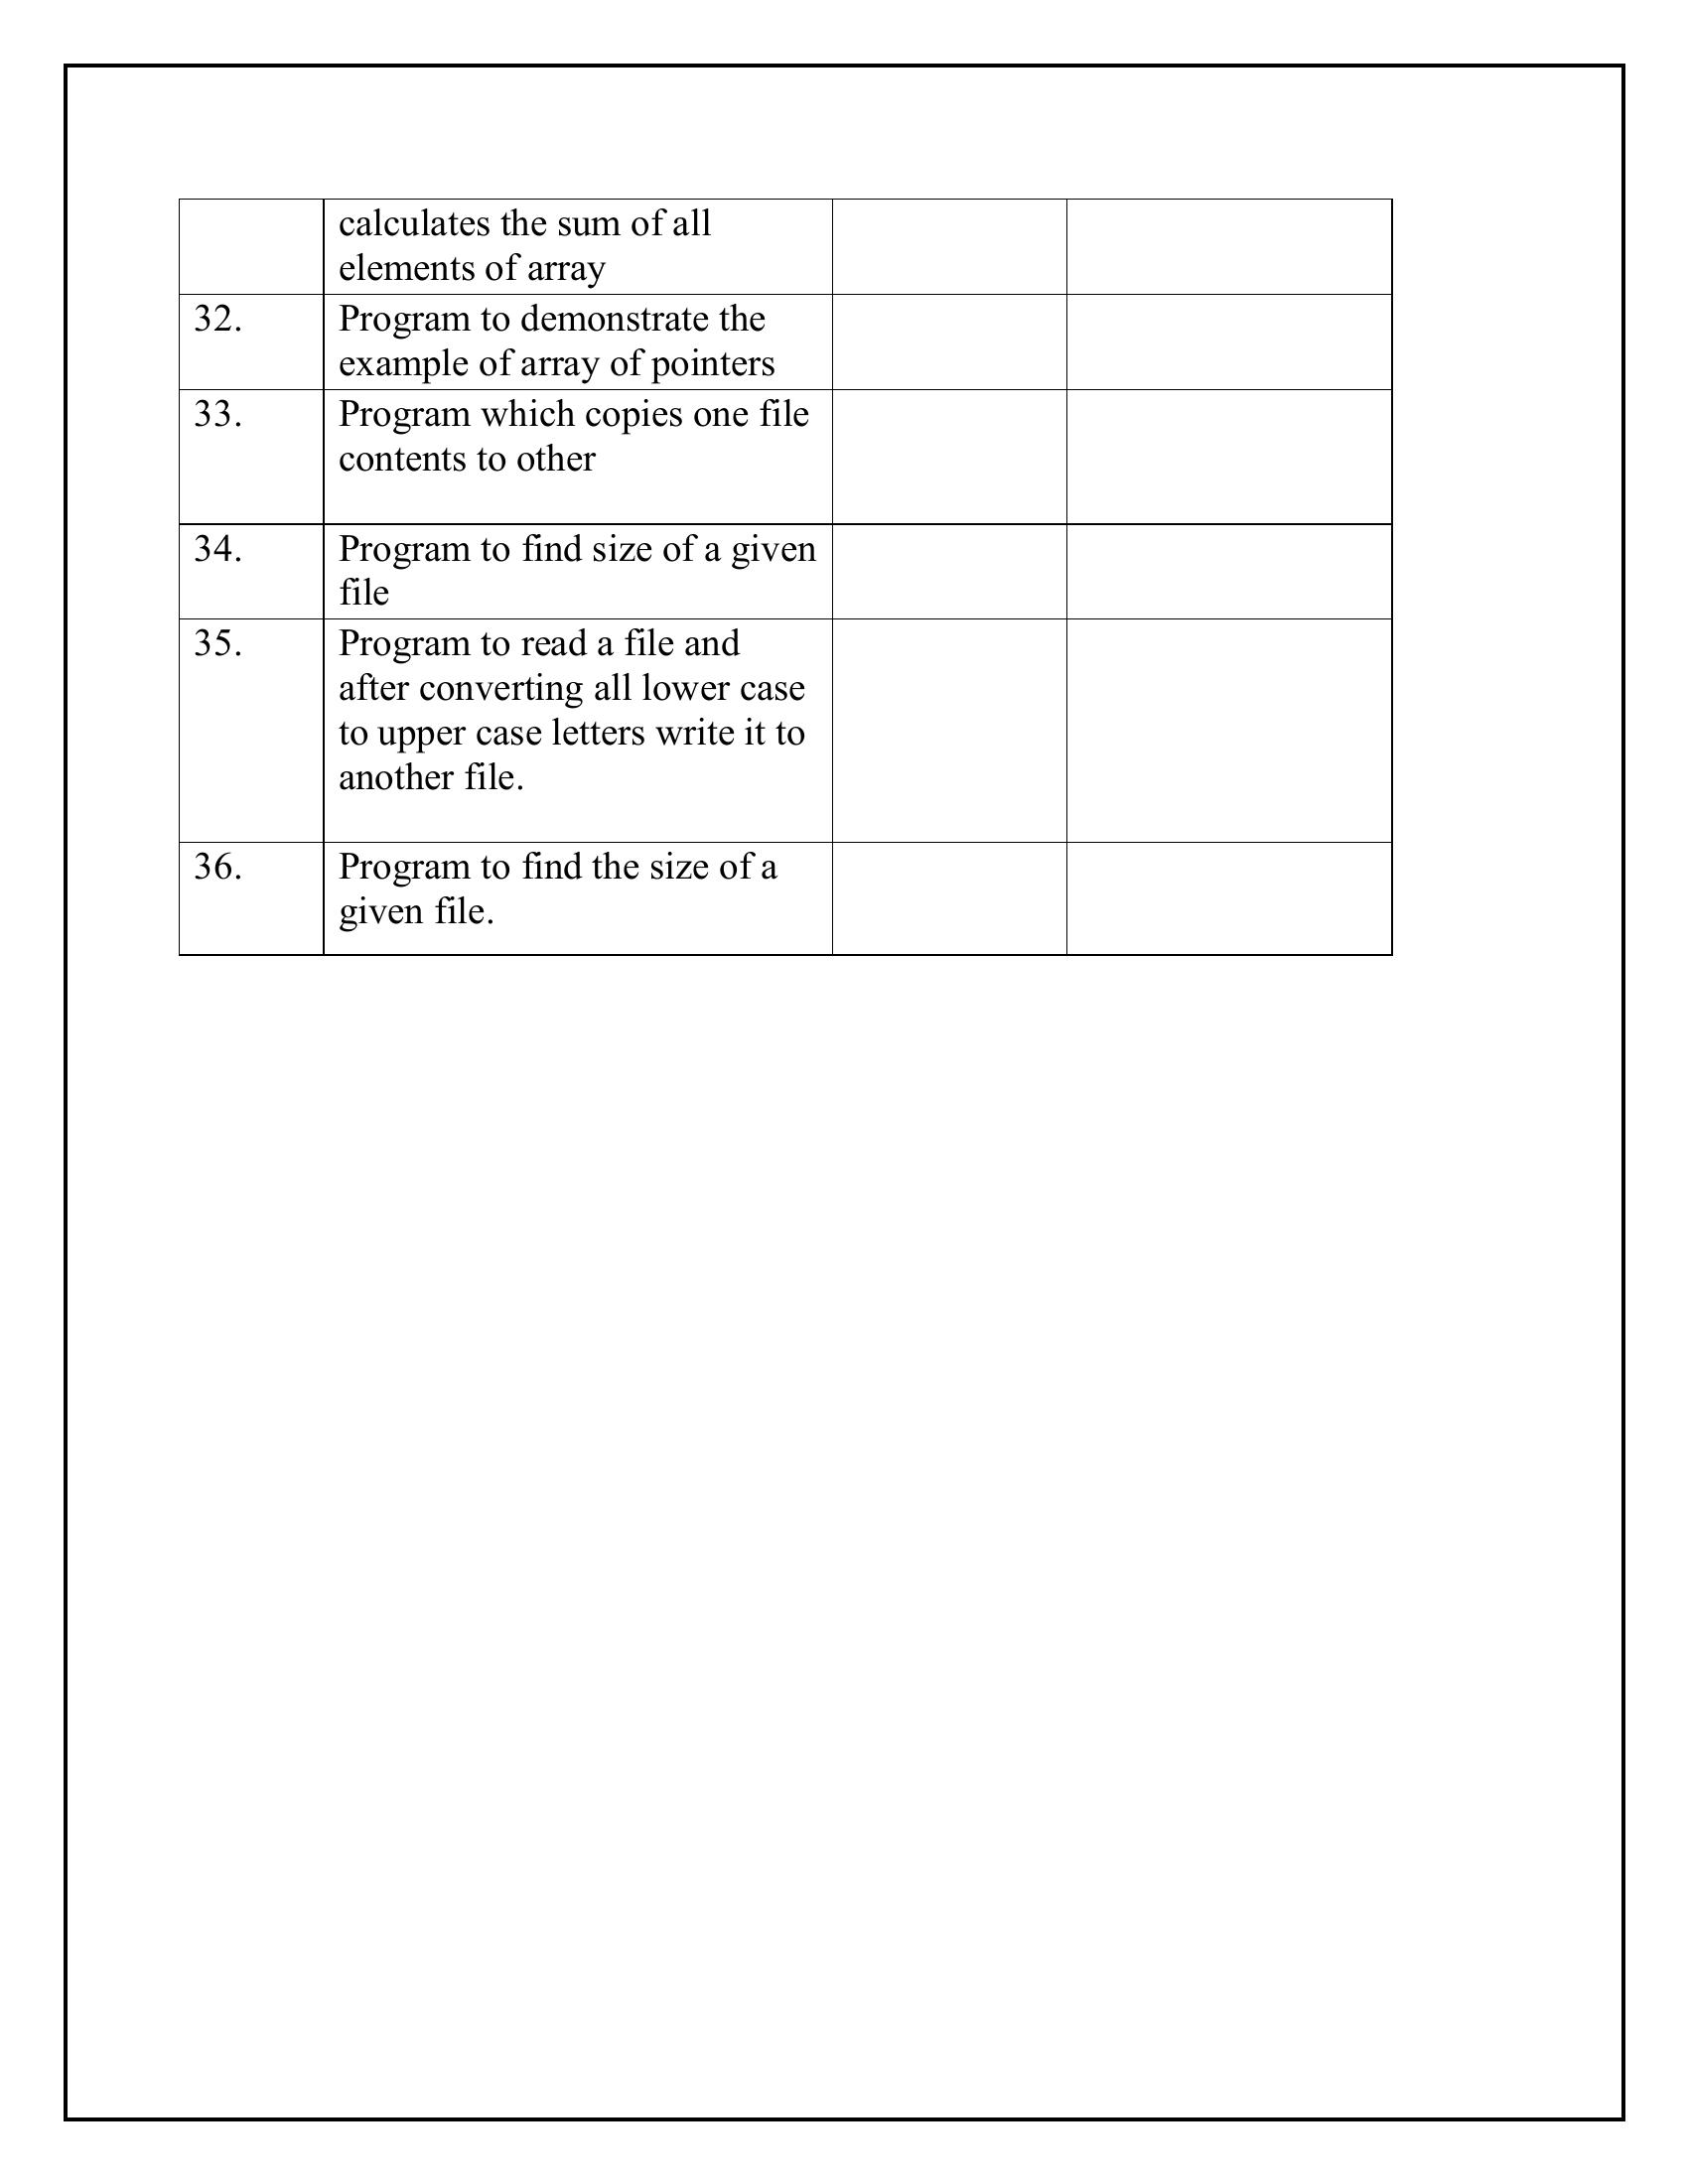 calculates the sum of all
elements of array
32.
Program to demonstrate the
example of array of pointers
33.
Program which copies one file
contents to other
34.
Program to find size of a given
file
35.
Program to read a file and
after converting all lower case
to upper case letters write it to
another file.
36.
Program to find the size of a
given file.